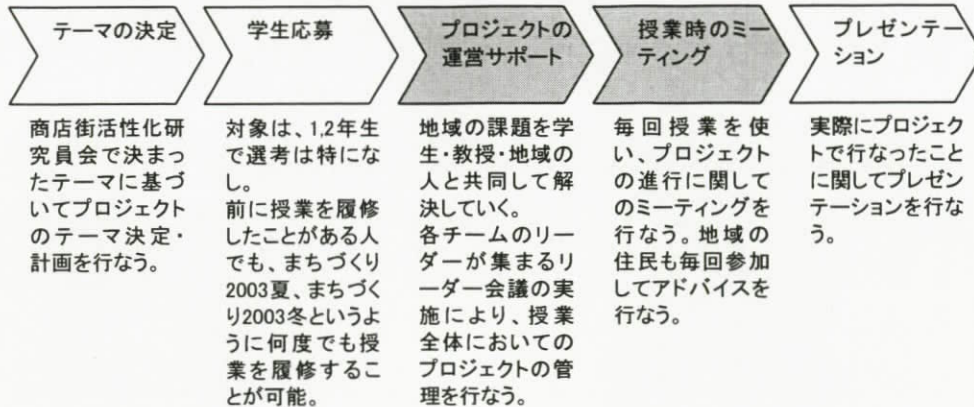 テーマの決定
商店街活性化研
究員会で決まっ
たテーマに基づ
いてプロジェクト
のテーマ決定・
計画を行なう。
学生応募
対象は、1,2年生
で選考は特にな
し。
前に授業を履修
したことがある人
でも、まちづくり
2003夏、まちづく
り2003冬というよ
うに何度でも授
業を履修するこ
とが可能。
プロジェクトの
運営サポート
地域の課題を学
生・教授・地域の
人と共同して解
決していく。
各チームのリー
ダーが集まるリ
ーダー会議の実
施により、授業
全体においての
プロジェクトの管
理を行なう。
授業時のミー
ティング
毎回授業を使
い、プロジェクト
の進行に関して
のミーティングを
行なう。地域の
住民も毎回参加
してアドバイスを
行なう。
プレゼンテー
ション
実際にプロジェク
トで行なったこと
に関してプレゼン
テーションを行な
う。